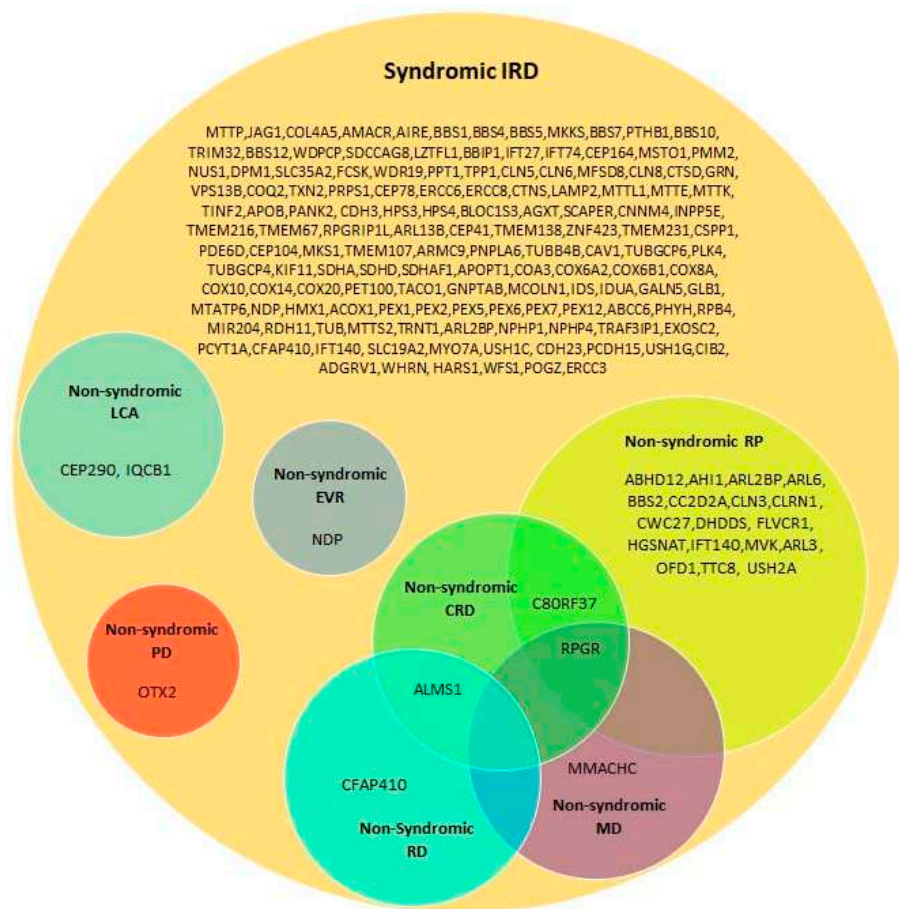 Syndromic IRD
MTTP,JAG1,COL4A5,AMACR,AIRE,BBS1,BBS4,BBS5,MKKS,BBS7,PTHB1,BBS10,
TRIM32,BBS12,WDPCP,SDCCAG8,LZTFL1,BBIP1,IFT27,IFT74,CEP164,MSTO1,PMM2,
NUS1,DPM1,SLC35A2,FCSK,WDR19,PPT1,TPP1,CLN5,CLN6,MFSD8,CLN8,CTSD,GRN,
VPS13B,COQ2,TXN2,PRPS1,CEP78,ERCC6,ERCC8,CTNS,LAMP2,MTTL1,MTTE,MTTK,
TINF2,APOB,PANK2, CDH3,HPS3,HPS4,BLOC1S3,AGXT,SCAPER,CNNM4,INPP5E,
TMEM216,TMEM67,RPGRIP1L,ARL13B,CEP41,TMEM138,ZNF423,TMEM231,CSPP1,
PDE6D,CEP104,MKS1,TMEM107,ARMC9,PNPLA6,TUBB4B,CAV1,TUBGCP6,PLK4,
TUBGCP4,KIF11,SDHA,SDHD,SDHAF1,APOPT1,COA3,COX6A2,COX6B1,COX8A,
COX10,COX14,COX20,PET100,TACO1,GNPTAB,MCOLN1,IDS,IDUA,GALN5,GLB1,
MTATP6,NDP,HMX1,ACOX1,PEX1,PEX2,PEX5,PEX6,PEX7,PEX12,ABCC6,PHYH,RPB4,
MIR204,RDH11,TUB,MTTS2,TRNT1,ARL2BP,NPHP1,NPHP4,TRAF3IP1,EXOSC2,
PCYT1A,CFAP410,IFT140, SLC19A2,MYO7A,USH1C, CDH23,PCDH15,USH1G,CIB2,
ADGRV1,WHRN, HARS1,WFS1,POGZ,ERCC3
Non-syndromic
LCA
CEP290, IQCB1
Non-syndromic
EVR
NDP
Non-syndromic RP
ABHD12,AHI1,ARL2BP,ARL6,
BBS2,CC2D2A,CLN3,CLRN1,
CWC27,DHDDS, FLVCR1,
HGSNAT,IFT140,MVK,ARL3,
OFD1,TTC8, USH2A
Non-syndromic
CRD
C80RF37
RPGR
Non-syndromic
PD
OTX2
ALMS1
CFAP410
Non-Syndromic
RD
MMACHC
Non-syndromic
MD